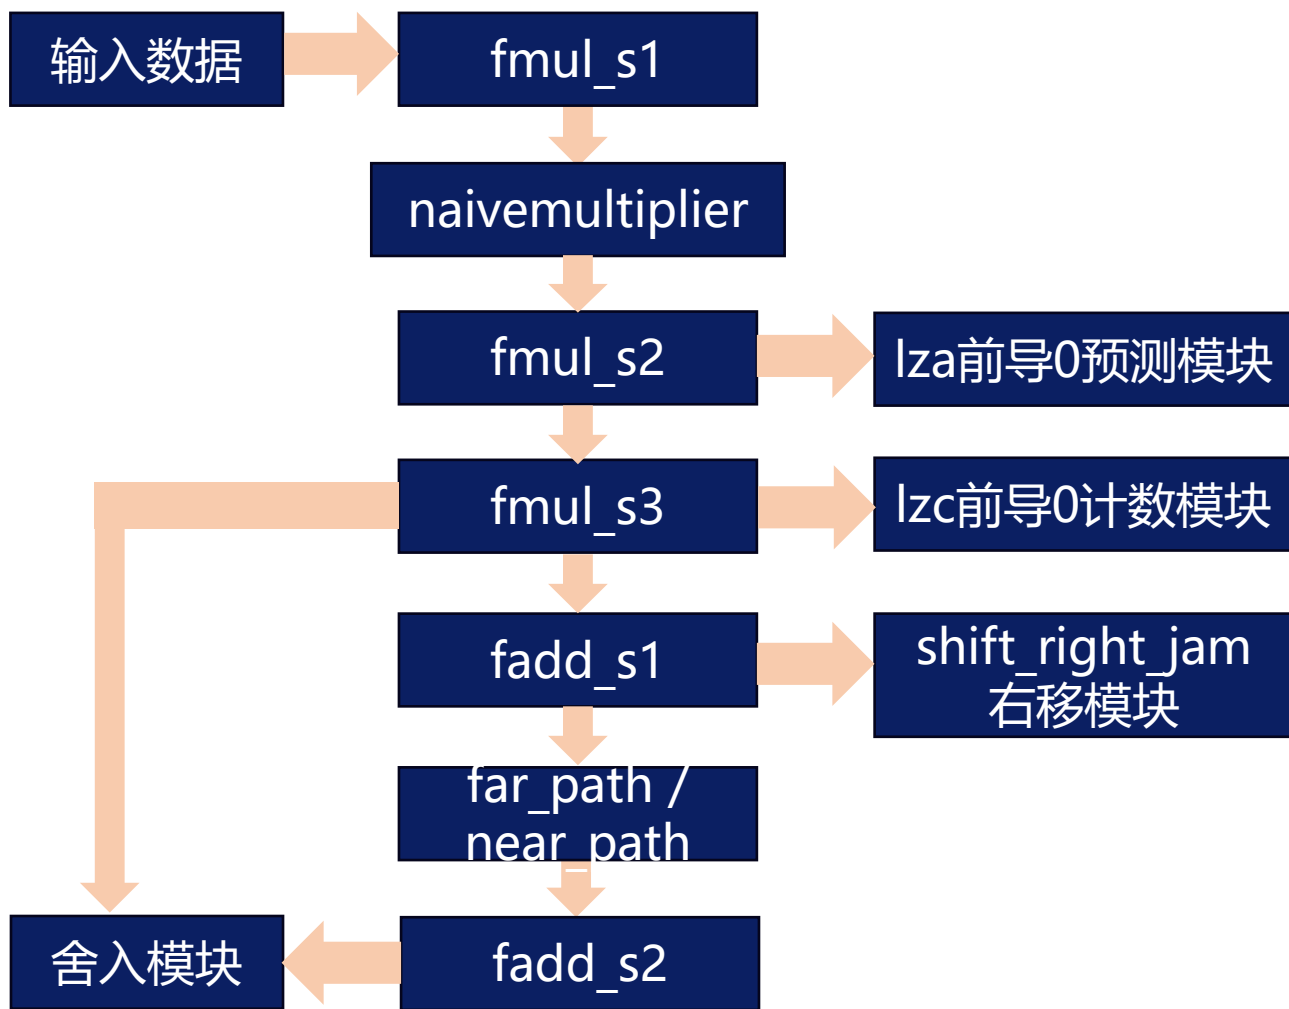 输入数据
fmul_s1
naivemultiplier
fmul_s2
lza前导0预测模块
fmul_s3
lzc前导0计数模块
fadd_s1
shift_right_jam
右移模块
far_path /
near_path
舍入模块
fadd_s2